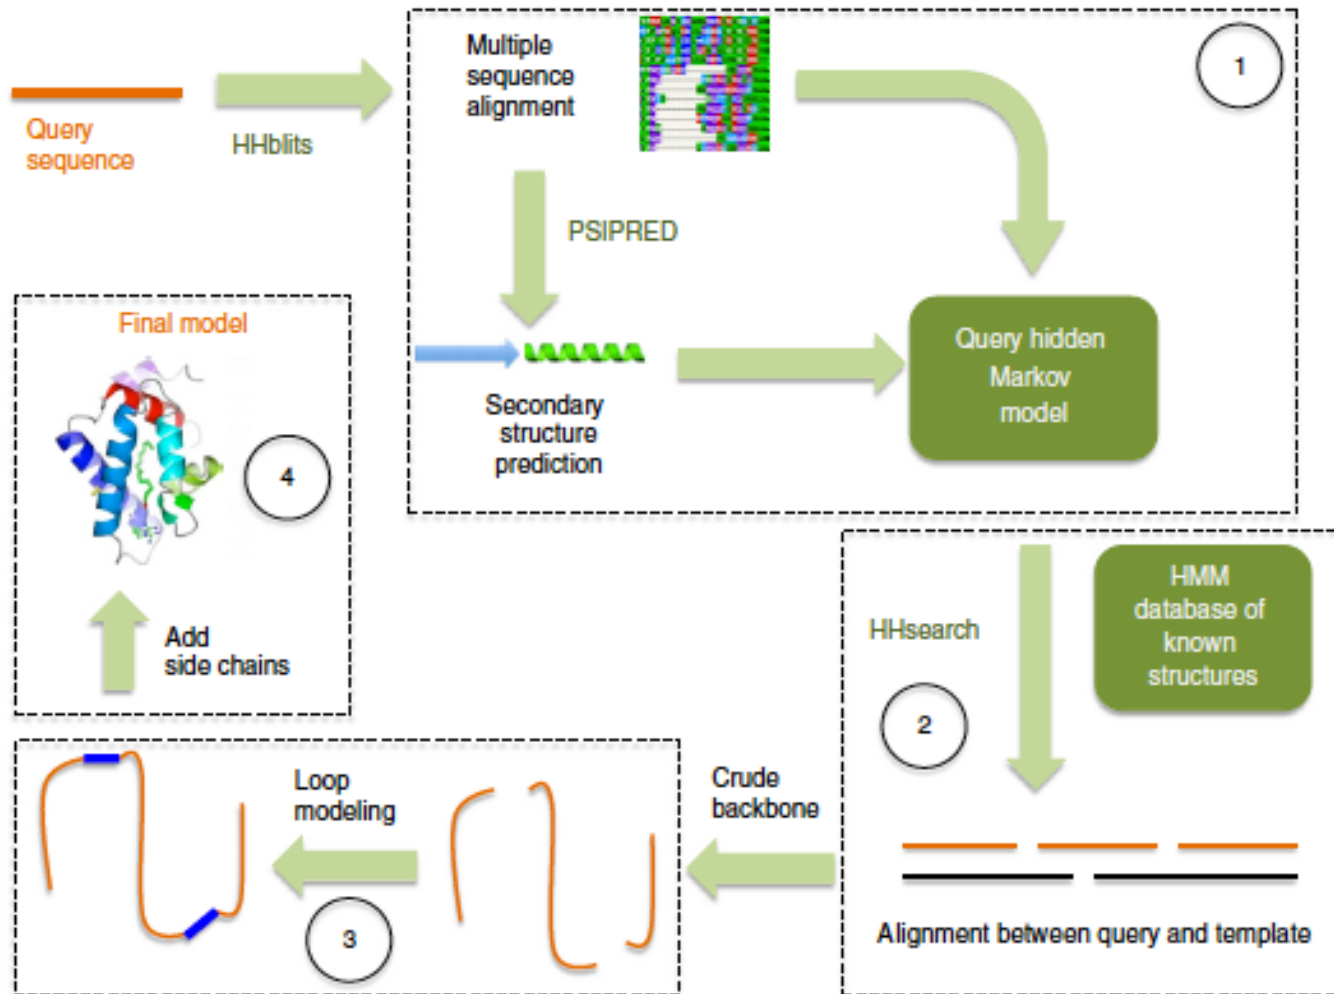 Query
sequence
HHblits
Multiple
sequence
alignment
1
PSIPRED
Secondary
structure
prediction
Query hidden
Markov
model
HHsearch
HMM
database of
known
structures
2
Alignment between query and template
Crude
backbone
Loop
modeling
3
Add
side chains
4
Final model